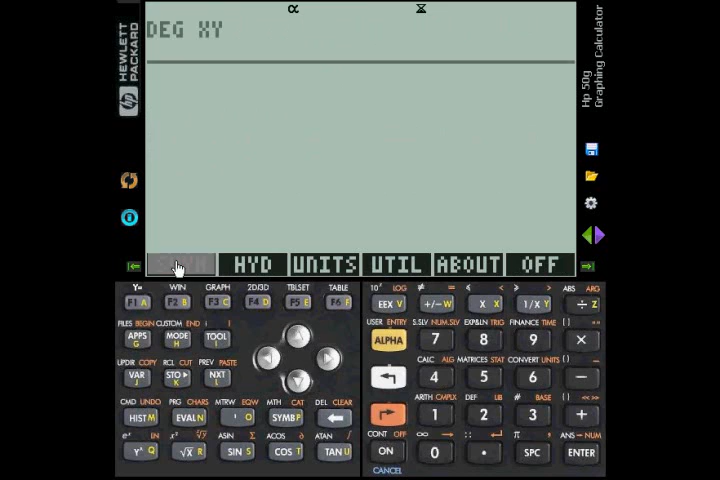 α ⧖
DEG XY
HEWLETT
PACKARD
hp
Hp 50g
Graphing Calculator
HYD UNITS UTIL ABOUT OFF
Y= WIN GRAPH 2D/3D TBLSET TABLE
F1 A F2 B F3 C F4 D F5 E F6 F
FILES BEGIN CUSTOM END i I
APPS G MODE H TOOL I
UPDIR COPY RCL CUT PREV PASTE
VAR J STO▸ K NXT L
CMD UNDO PRG CHARS MTRW EQW MTH CAT DEL CLEAR
HIST M EVAL N ' O SYMB P
eˣ LN x² ASIN Σ ACOS ∂ ATAN ∫
Yˣ Q √X R SIN S COS T TAN U
10ˣ LOG ≠ = ≤ < ≥ > ABS ARG
EEX V +/− W X X 1/X Y ÷ Z
USER ENTRY S.SLV NUM.SLV EXP&LN TRIG FINANCE TIME [ ] "
ALPHA 7 8 9 ×
CALC ALG MATRICES STAT CONVERT UNITS ( ) _
4 5 6 −
ARITH CMPLX DEF LIB # BASE { } « »
1 2 3 +
CONT OFF ∞ → : : ↵ π , ANS →NUM
ON 0 . SPC ENTER
CANCEL